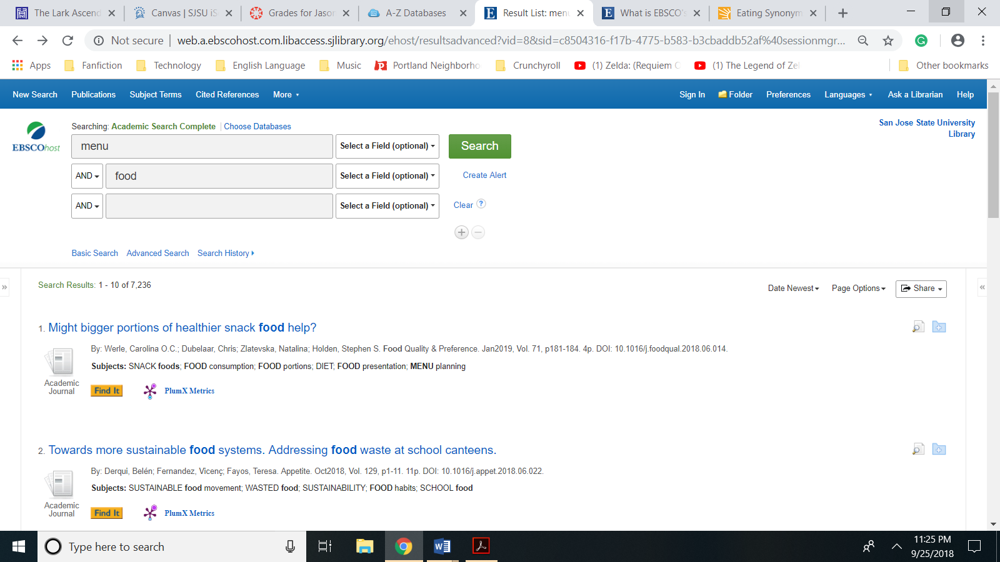 The Lark Ascend
Canvas | SJSU iS
Grades for Jason
A-Z Databases
Result List: menu
What is EBSCO's
Eating Synonym
Not secure | web.a.ebscohost.com.libaccess.sjlibrary.org/ehost/resultsadvanced?vid=8&sid=c8504316-f17b-4775-b583-b3cbaddb52af%40sessionmgr...
Apps Fanfiction Technology English Language Music Portland Neighborho Crunchyroll (1) Zelda: (Requiem C (1) The Legend of Zel Other bookmarks
New Search Publications Subject Terms Cited References More Sign In Folder Preferences Languages Ask a Librarian Help
San Jose State University
Library
EBSCOhost
Searching: Academic Search Complete | Choose Databases
menu Select a Field (optional) Search
AND food Select a Field (optional) Create Alert
AND Select a Field (optional) Clear ?
Basic Search Advanced Search Search History
Search Results: 1 - 10 of 7,236
Date Newest Page Options Share
1. Might bigger portions of healthier snack food help?
By: Werle, Carolina O.C.; Dubelaar, Chris; Zlatevska, Natalina; Holden, Stephen S. Food Quality & Preference. Jan2019, Vol. 71, p181-184. 4p. DOI: 10.1016/j.foodqual.2018.06.014.
Subjects: SNACK foods; FOOD consumption; FOOD portions; DIET; FOOD presentation; MENU planning
Academic
Journal
Find It PlumX Metrics
2. Towards more sustainable food systems. Addressing food waste at school canteens.
By: Derqui, Belén; Fernandez, Vicenç; Fayos, Teresa. Appetite. Oct2018, Vol. 129, p1-11. 11p. DOI: 10.1016/j.appet.2018.06.022.
Subjects: SUSTAINABLE food movement; WASTED food; SUSTAINABILITY; FOOD habits; SCHOOL food
Academic
Journal
Find It PlumX Metrics
Type here to search
11:25 PM
9/25/2018